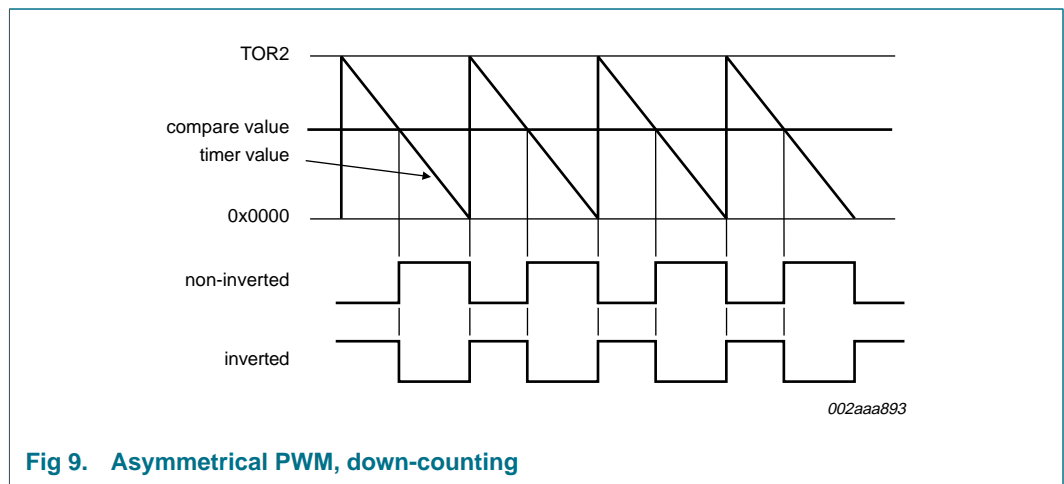 TOR2
compare value
timer value
0x0000
non-inverted
inverted
002aaa893
Fig 9. Asymmetrical PWM, down-counting